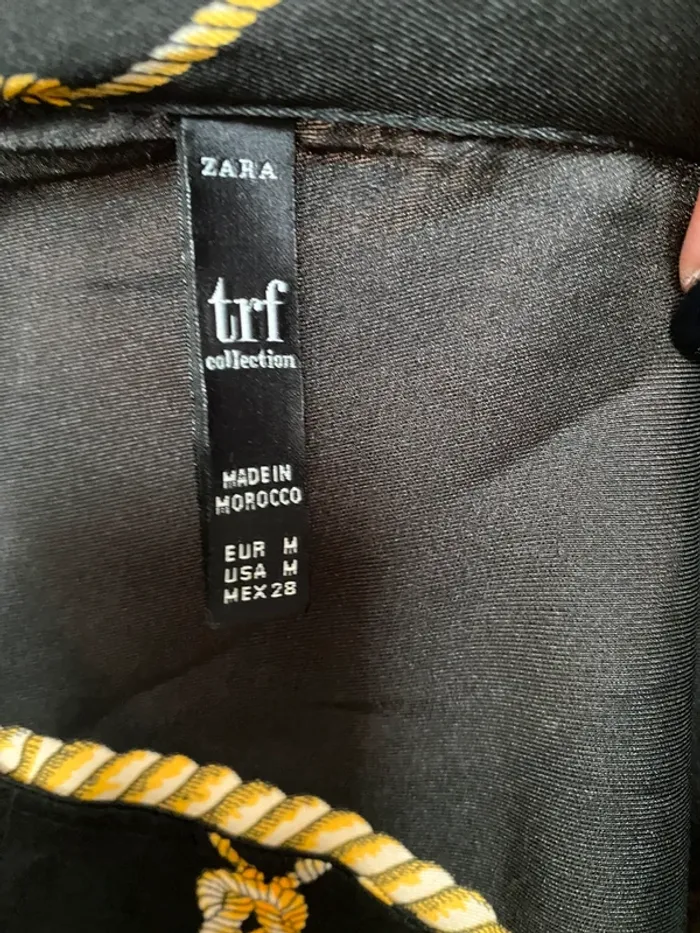 ZARA
trf
collection
MADE IN
MOROCCO
EUR M
USA M
MEX 28